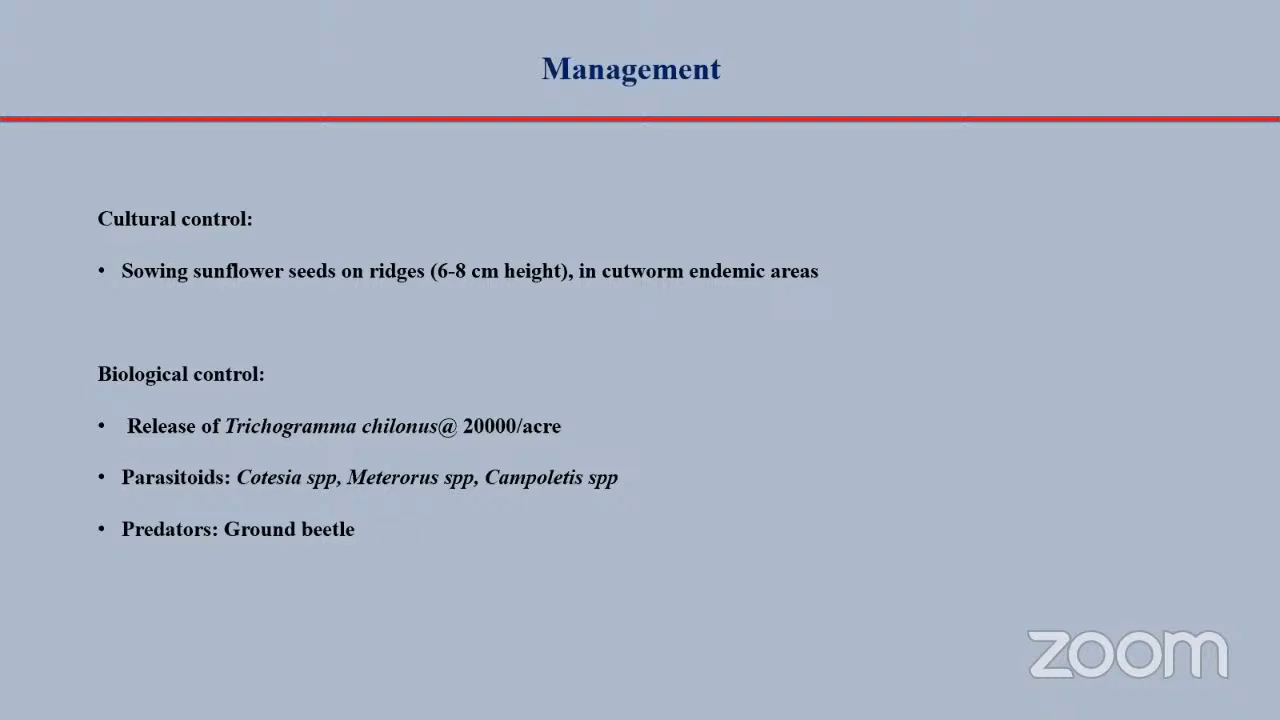 Management
Cultural control:
• Sowing sunflower seeds on ridges (6-8 cm height), in cutworm endemic areas
Biological control:
• Release of Trichogramma chilonus@ 20000/acre
• Parasitoids: Cotesia spp, Meterorus spp, Campoletis spp
• Predators: Ground beetle
zoom